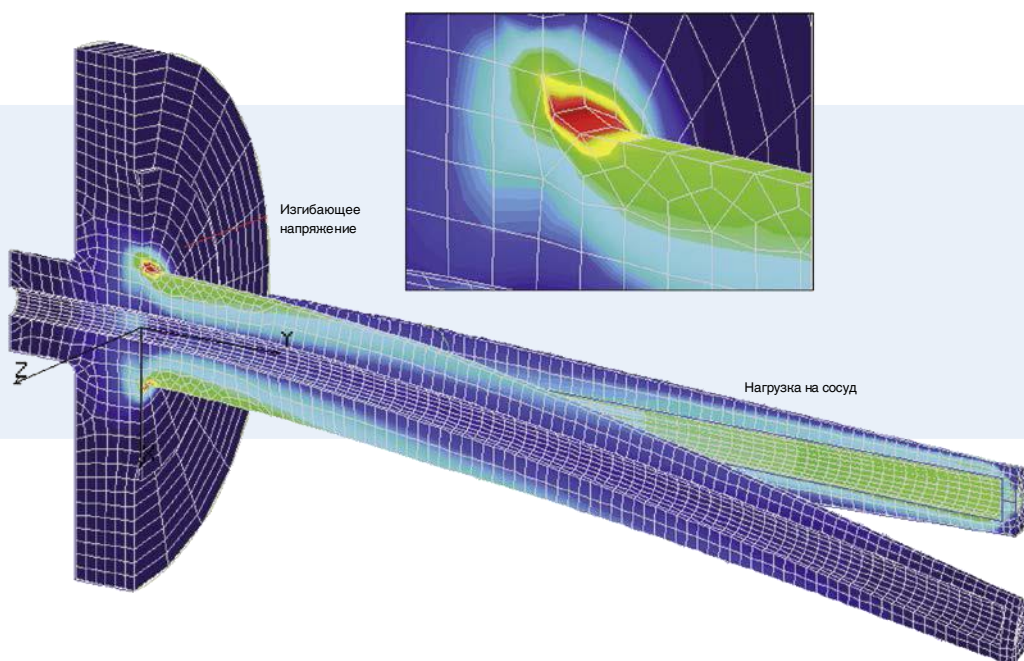 Изгибающее
напряжение
Y
Z
Нагрузка на сосуд